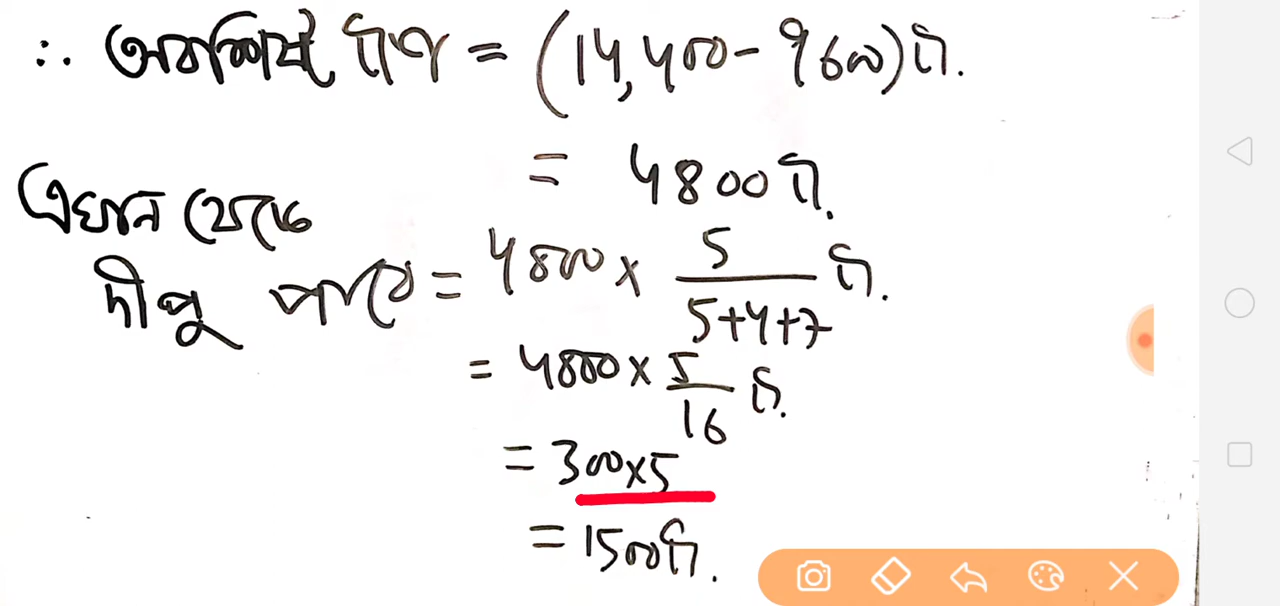 ∴ অবশিষ্ট টাকা = (14,400 - 9600) টা.
= 4800 টা.
এখান থেকে
দীপু পাবে = 4800 × 5/(5+4+7) টা.
= 4800 × 5/16 টা.
= 300×5
= 1500 টা.